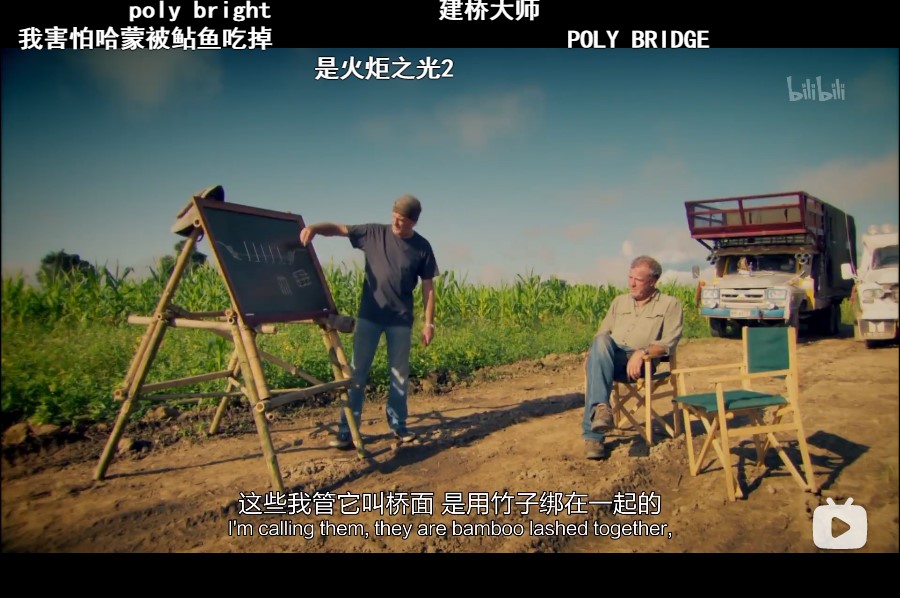 poly bright
建桥大师
我害怕哈蒙被鲇鱼吃掉
POLY BRIDGE
是火炬之光2
bilibili
这些我管它叫桥面 是用竹子绑在一起的
I'm calling them, they are bamboo lashed together,